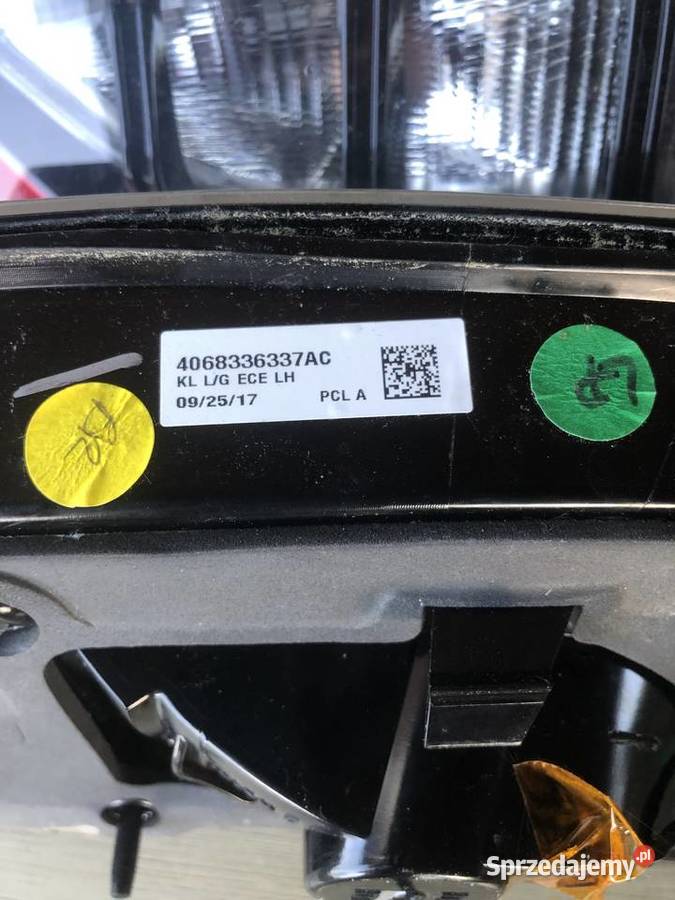 4068336337AC
KL L/G ECE LH
09/25/17 PCL A
Sprzedajemy.pl